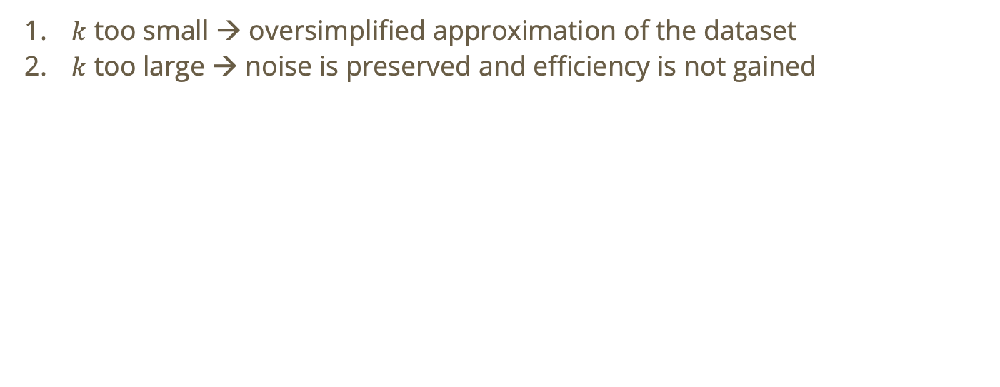 1. k too small → oversimplified approximation of the dataset
2. k too large → noise is preserved and efficiency is not gained